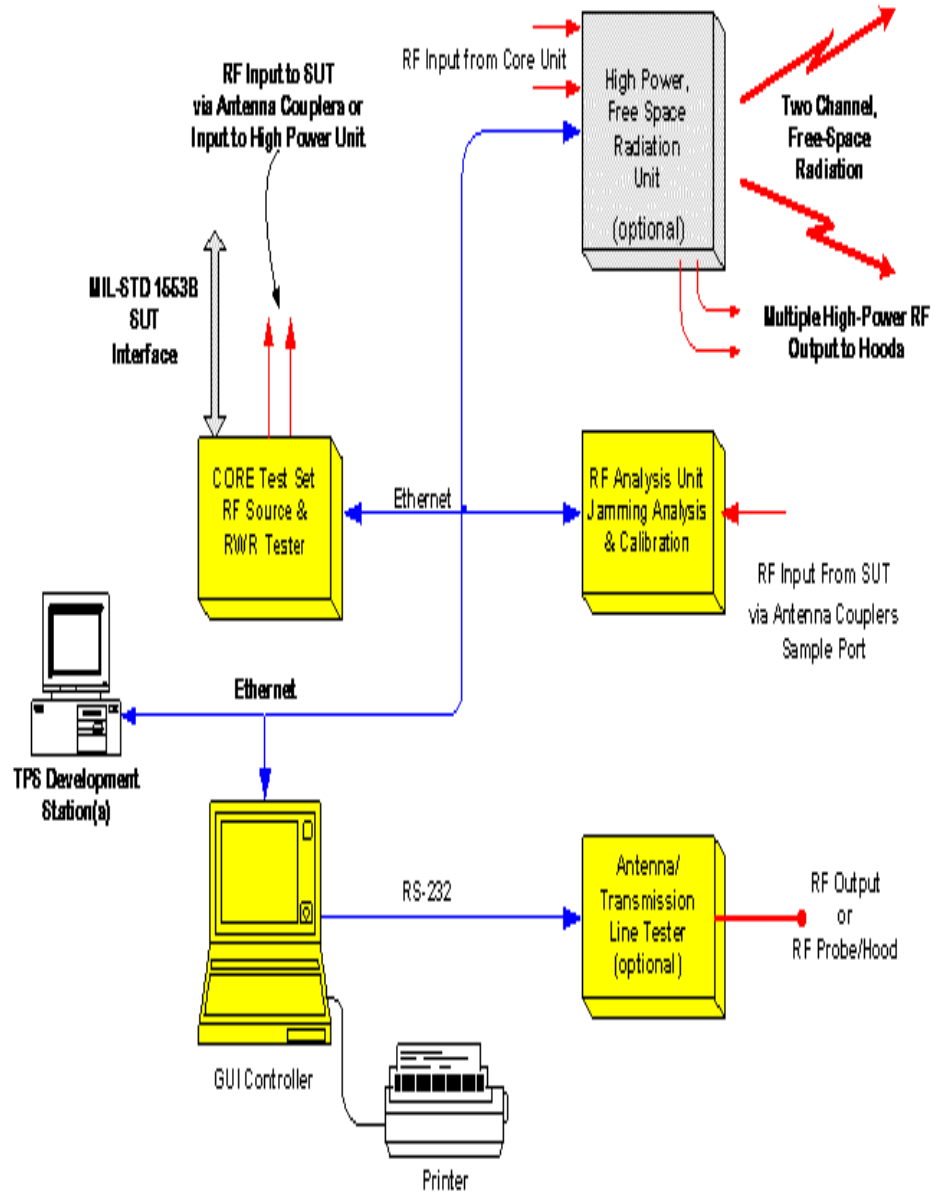 RF Input to SUT
via Antenna Couplera or
Input to High Power Unit
RF Input from Core Unit
High Power,
Free Space
Radiation
Unit
(optional)
Two Channel,
Free-Space
Radiation
MIL-STD 1553B
SUT
Interface
Multiple High-Power RF
Output to Hooda
CORE Test Set
RF Source &
RWR Tester
Ethernet
RF Analysis Unit
Jamming Analysis
& Calibration
RF Input From SUT
via Antenna Couplers
Sample Port
Ethernet
TPS Development
Station(a)
RS-232
Antenna/
Transmission
Line Tester
(optional)
RF Output
or
RF Probe/Hood
GUI Controller
Printer